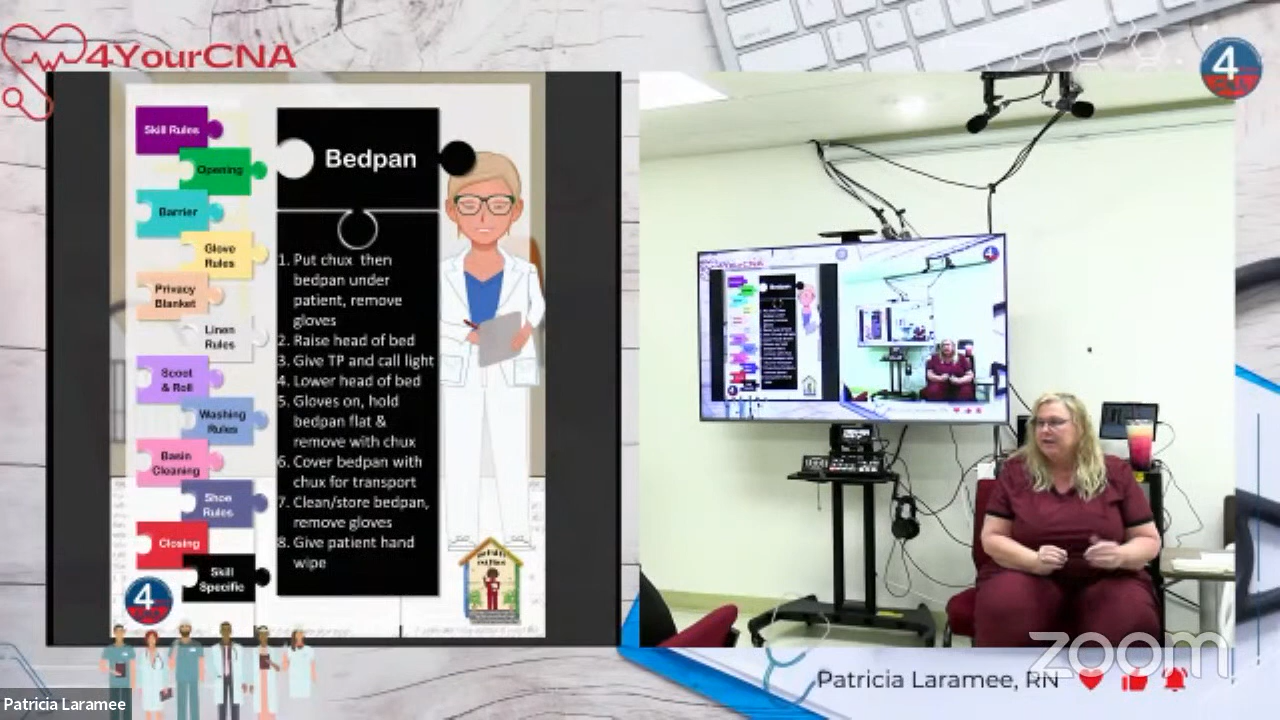 4YourCNA
4
Skill Rules
Opening
Barrier
Glove
Rules
Privacy
Blanket
Linen
Rules
Scoot
& Roll
Washing
Rules
Basin
Cleaning
Shoe
Rules
Closing
Skill
Specific
4
Bedpan
1. Put chux then
bedpan under
patient, remove
gloves
2. Raise head of bed
3. Give TP and call light
4. Lower head of bed
5. Gloves on, hold
bedpan flat &
remove with chux
6. Cover bedpan with
chux for transport
7. Clean/store bedpan,
remove gloves
8. Give patient hand
wipe
Bedpan
zoom
Patricia Laramee, RN
Patricia Laramee